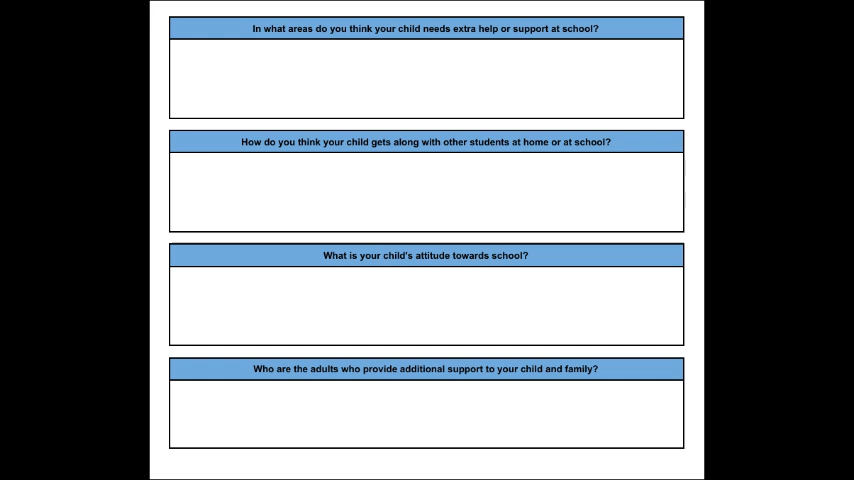 In what areas do you think your child needs extra help or support at school?
How do you think your child gets along with other students at home or at school?
What is your child's attitude towards school?
Who are the adults who provide additional support to your child and family?